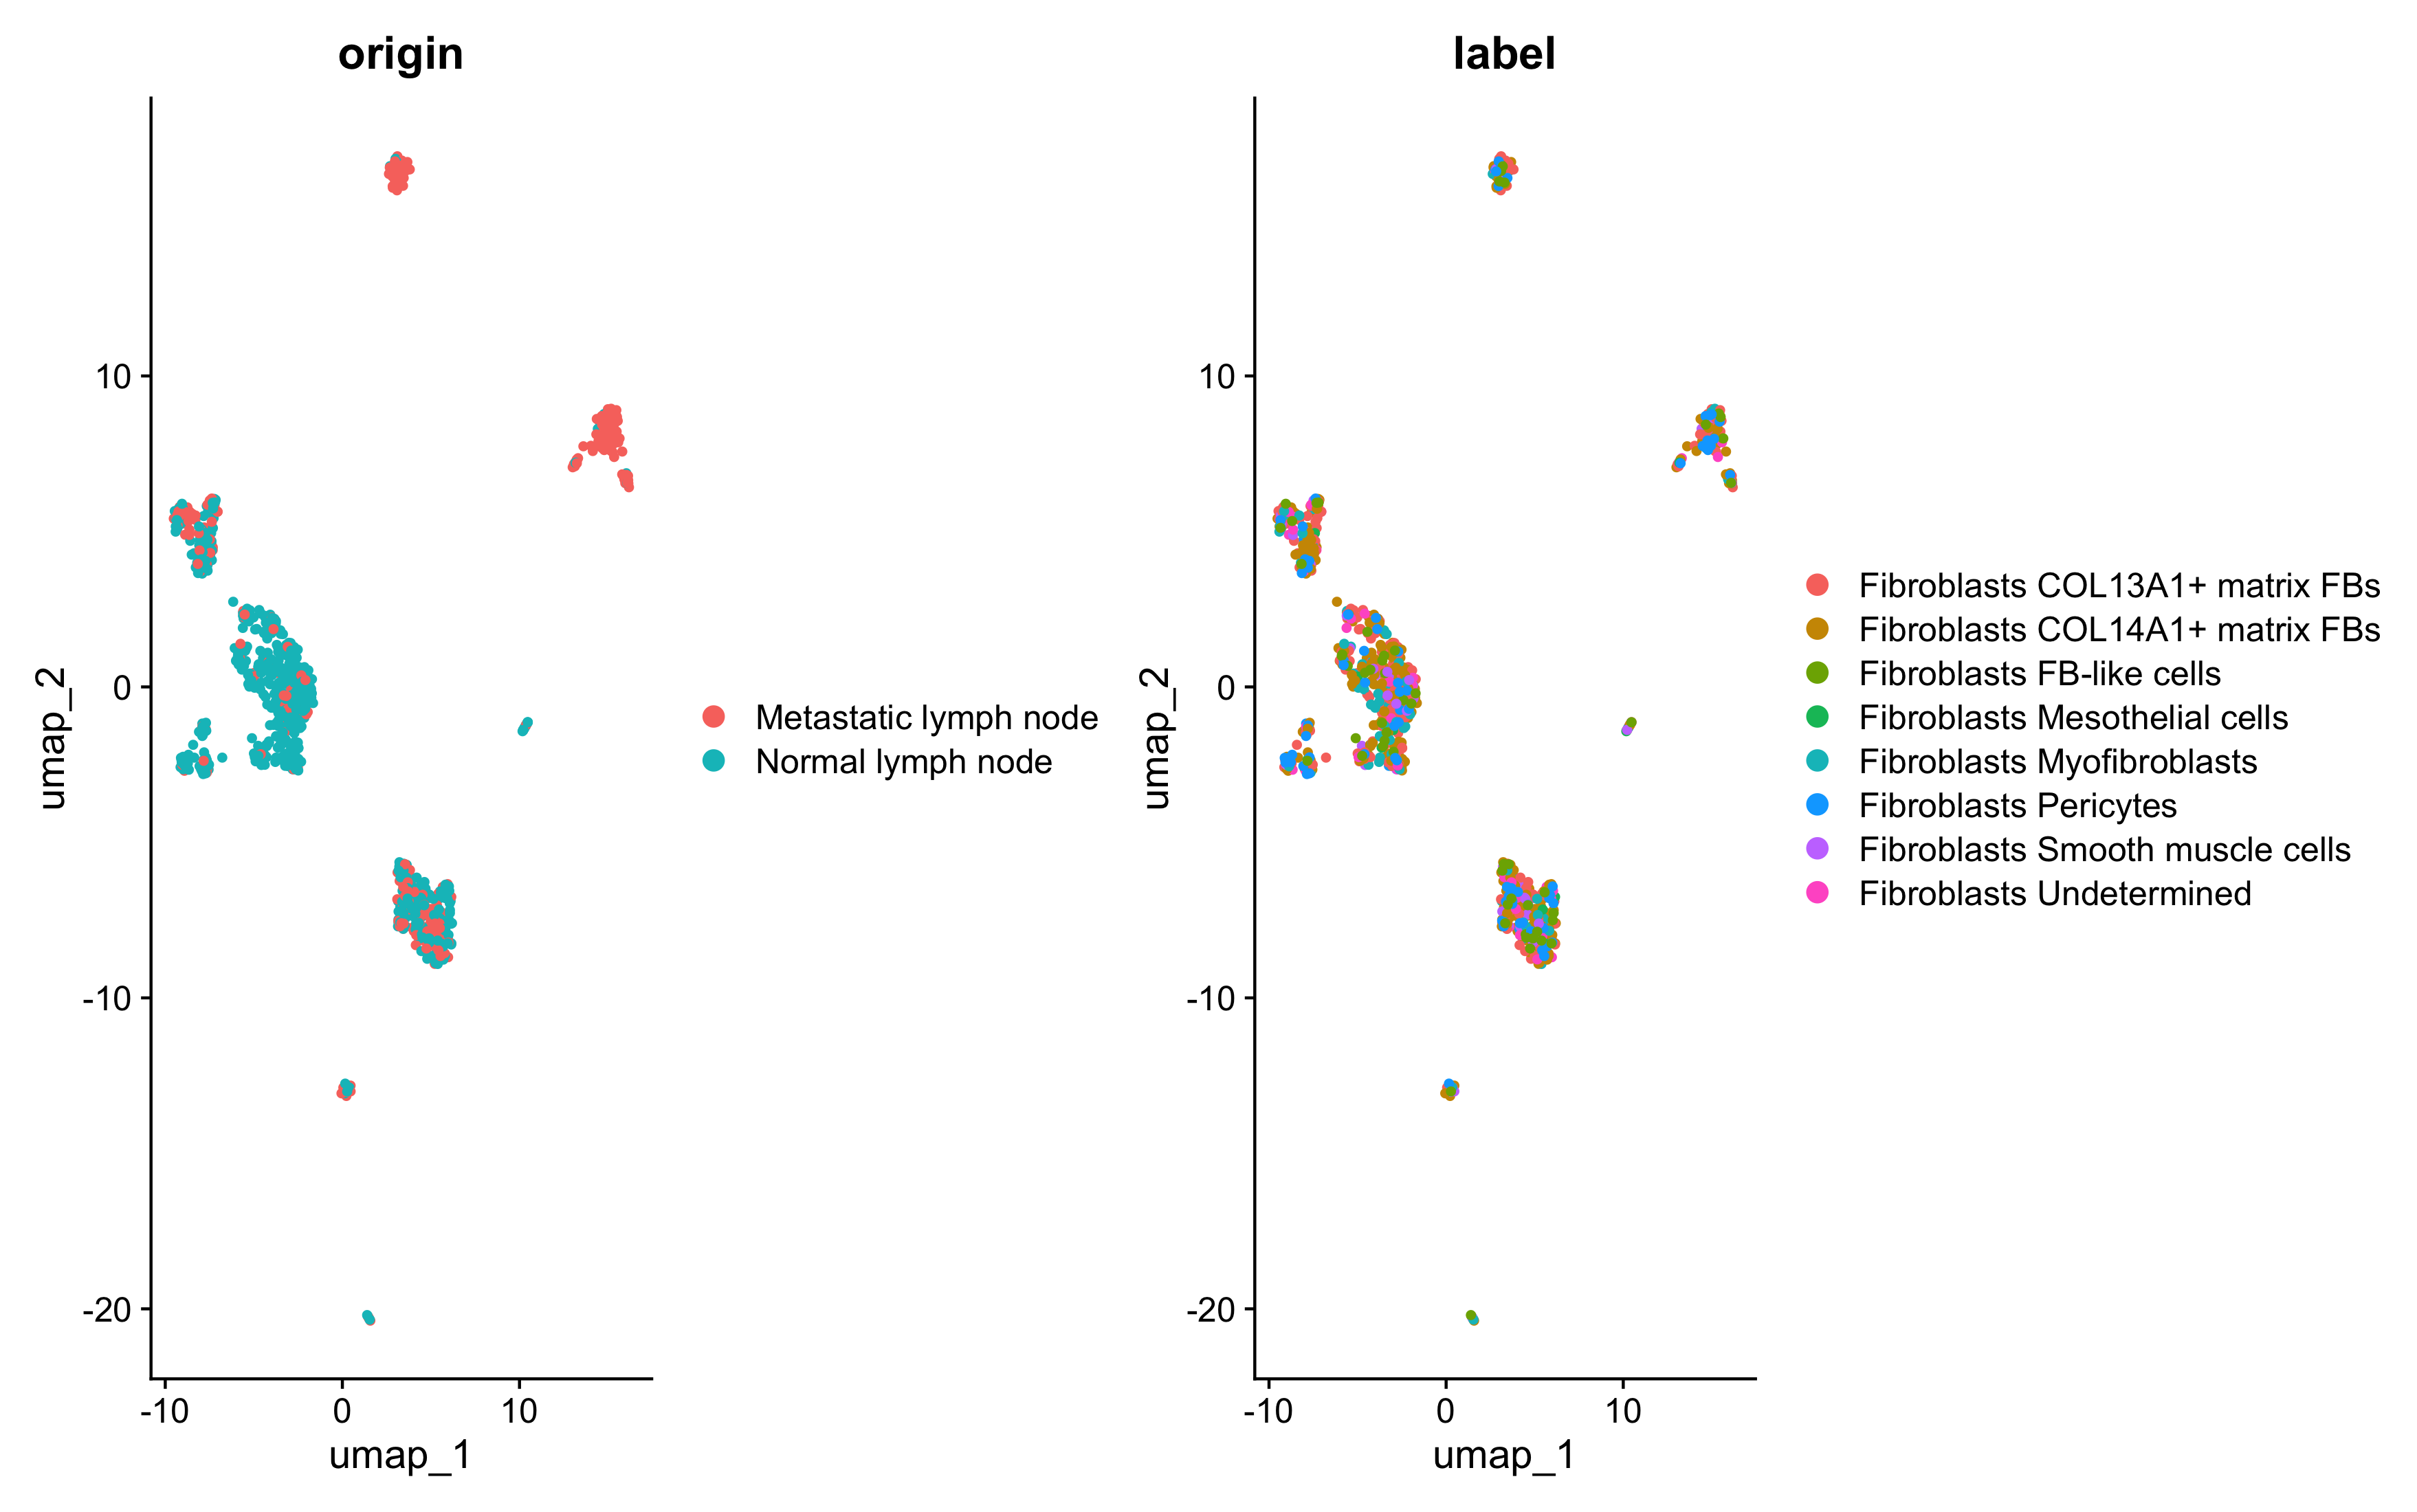 origin
10
0
-10
-20
-10 0 10
umap_1
umap_2
Metastatic lymph node
Normal lymph node
label
10
0
-10
-20
-10 0 10
umap_1
umap_2
Fibroblasts COL13A1+ matrix FBs
Fibroblasts COL14A1+ matrix FBs
Fibroblasts FB-like cells
Fibroblasts Mesothelial cells
Fibroblasts Myofibroblasts
Fibroblasts Pericytes
Fibroblasts Smooth muscle cells
Fibroblasts Undetermined